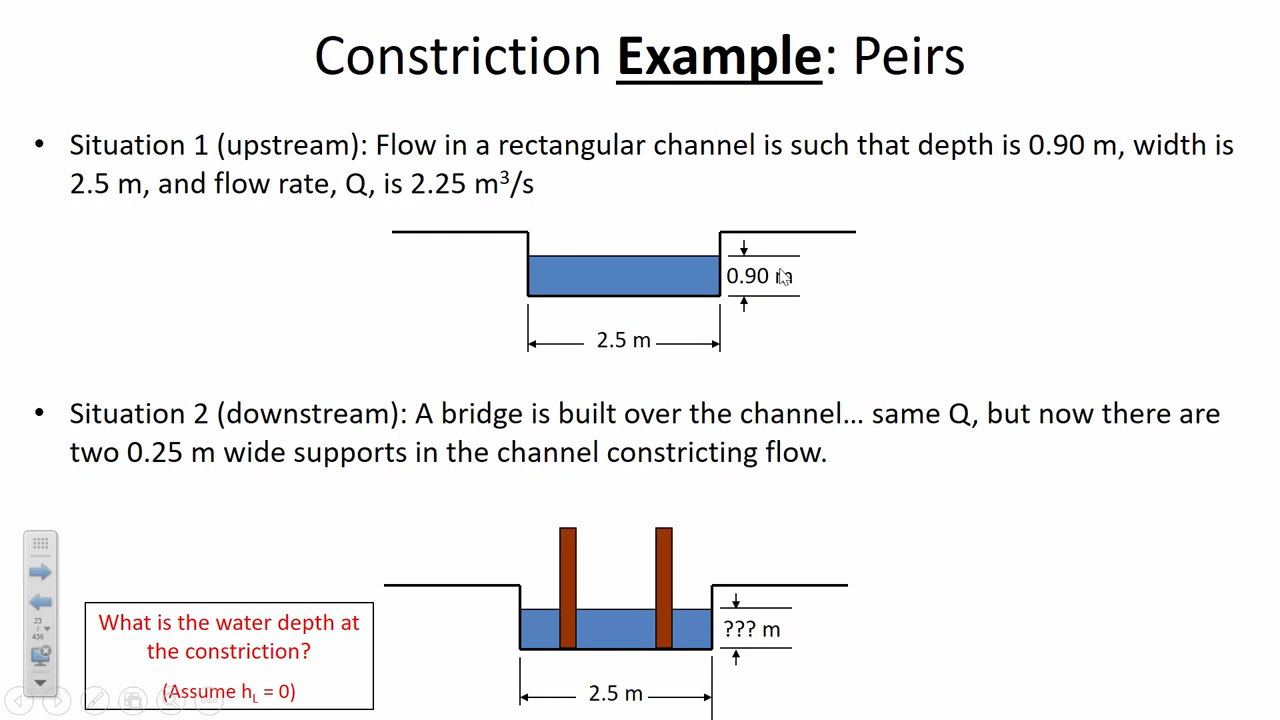 Constriction Example: Peirs
• Situation 1 (upstream): Flow in a rectangular channel is such that depth is 0.90 m, width is
2.5 m, and flow rate, Q, is 2.25 m³/s
0.90 m
2.5 m
• Situation 2 (downstream): A bridge is built over the channel... same Q, but now there are
two 0.25 m wide supports in the channel constricting flow.
23
/
436
What is the water depth at
the constriction?
(Assume hL = 0)
??? m
2.5 m